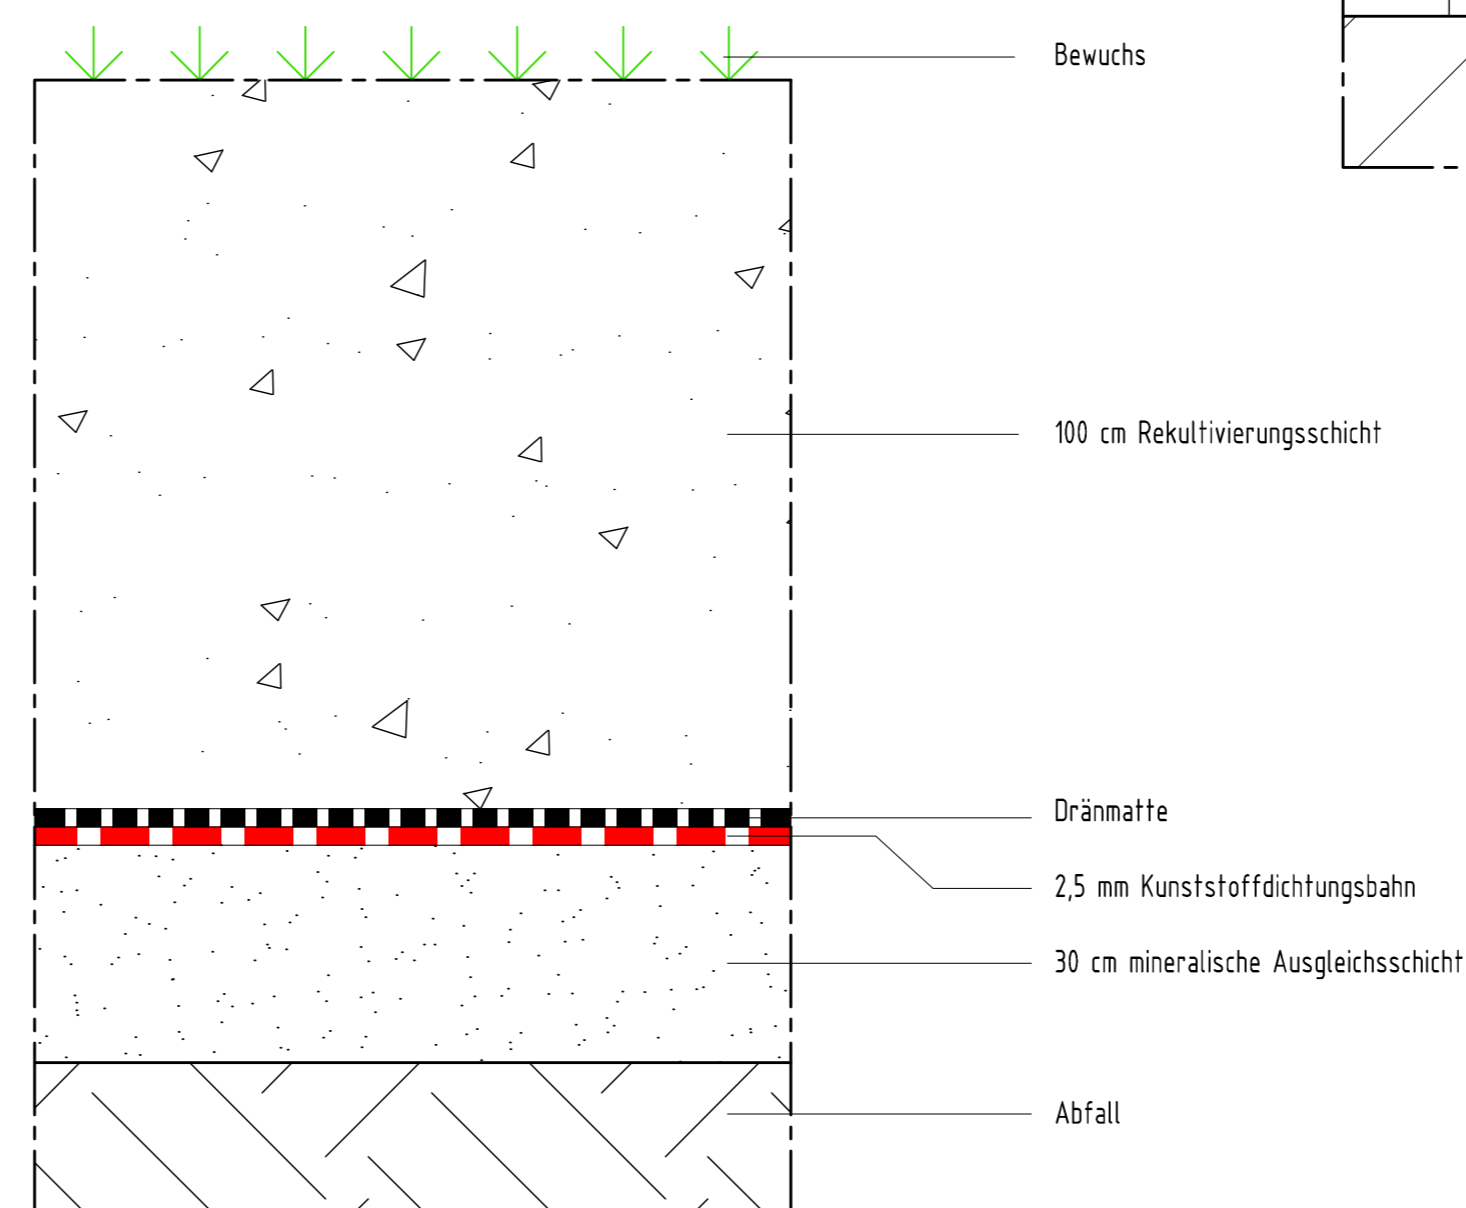 Bewuchs
100 cm Rekultivierungsschicht
Dränmatte
2,5 mm Kunststoffdichtungsbahn
30 cm mineralische Ausgleichsschicht
Abfall